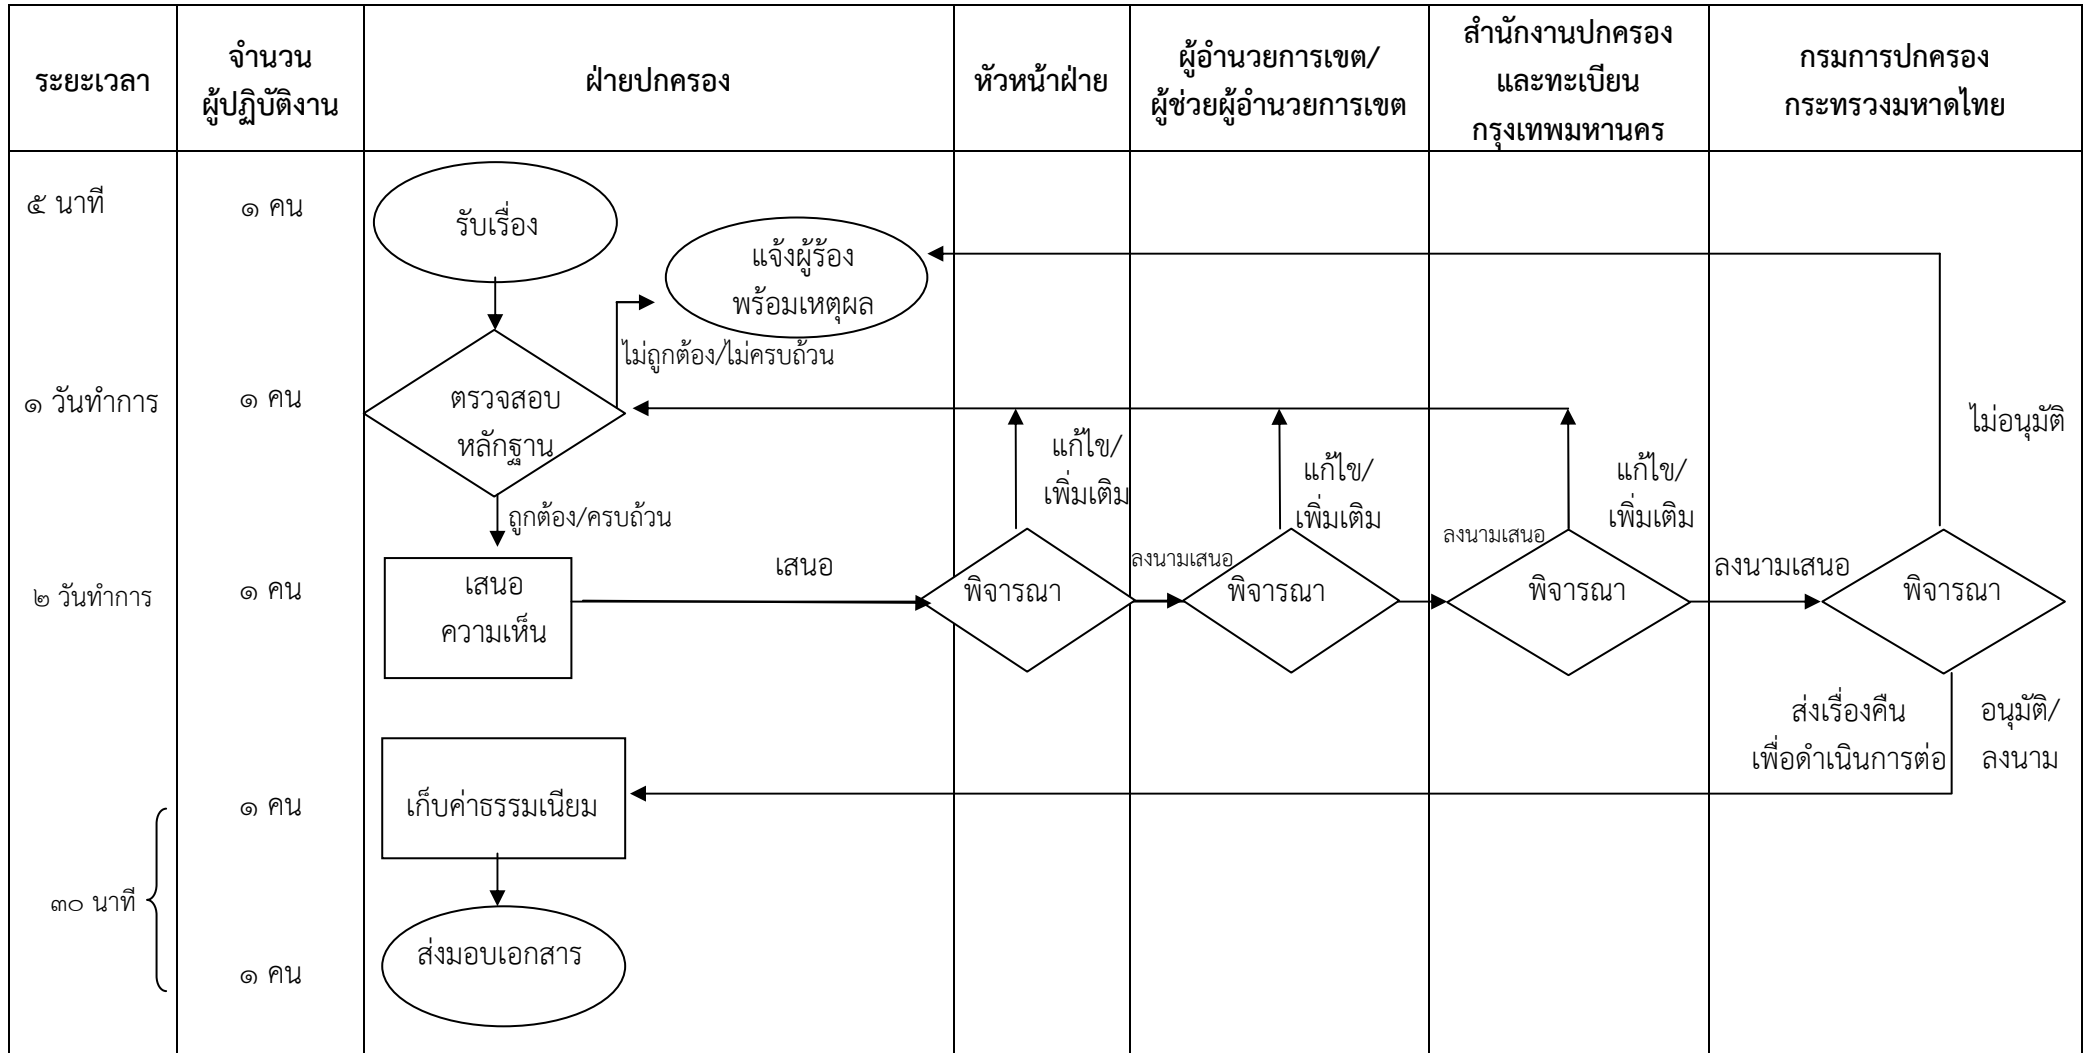 ระยะเวลา
จำนวน
ผู้ปฏิบัติงาน
ฝ่ายปกครอง
หัวหน้าฝ่าย
ผู้อำนวยการเขต/
ผู้ช่วยผู้อำนวยการเขต
สำนักงานปกครอง
และทะเบียน
กรุงเทพมหานคร
กรมการปกครอง
กระทรวงมหาดไทย
๕ นาที
๑ คน
รับเรื่อง
แจ้งผู้ร้อง
พร้อมเหตุผล
ไม่ถูกต้อง/ไม่ครบถ้วน
๑ วันทำการ
๑ คน
ตรวจสอบ
หลักฐาน
แก้ไข/
เพิ่มเติม
แก้ไข/
เพิ่มเติม
แก้ไข/
เพิ่มเติม
ไม่อนุมัติ
ถูกต้อง/ครบถ้วน
๒ วันทำการ
๑ คน
เสนอ
ความเห็น
เสนอ
พิจารณา
ลงนามเสนอ
พิจารณา
ลงนามเสนอ
พิจารณา
ลงนามเสนอ
พิจารณา
ส่งเรื่องคืน
เพื่อดำเนินการต่อ
อนุมัติ/
ลงนาม
๑ คน
เก็บค่าธรรมเนียม
๓๐ นาที
๑ คน
ส่งมอบเอกสาร